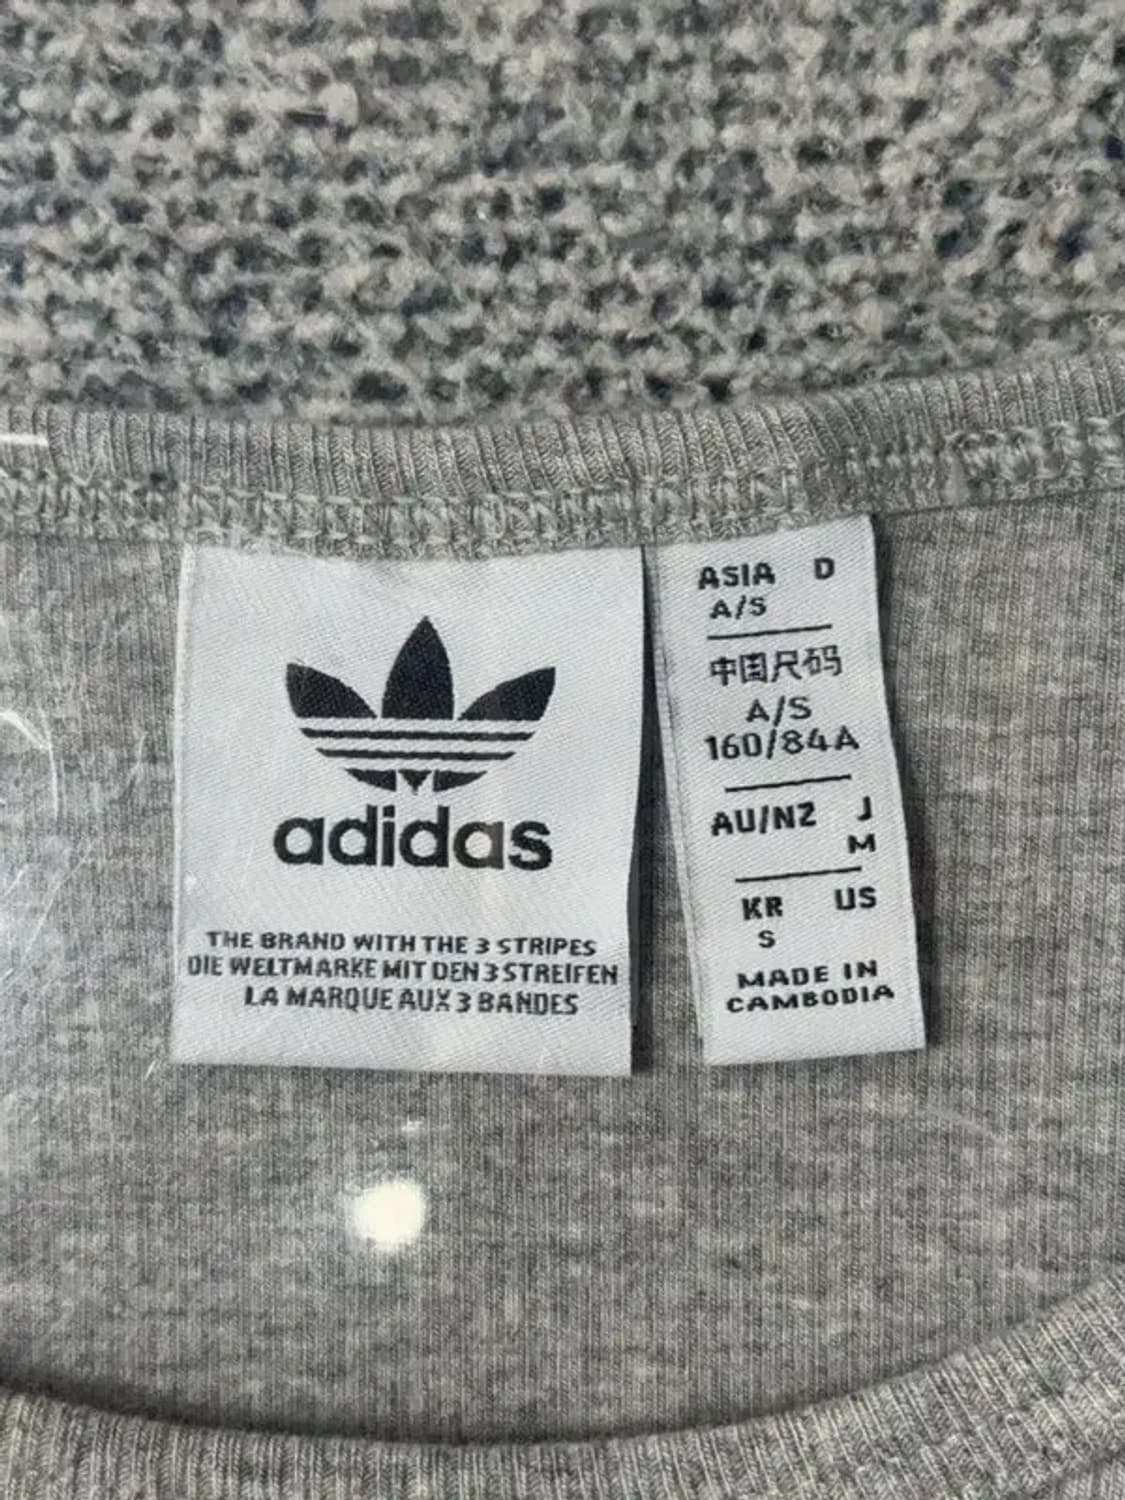 adidas
THE BRAND WITH THE 3 STRIPES
DIE WELTMARKE MIT DEN 3 STREIFEN
LA MARQUE AUX 3 BANDES
ASIA D
A/S
中国尺码
A/S
160/84A
AU/NZ J
M
KR US
S
MADE IN
CAMBODIA